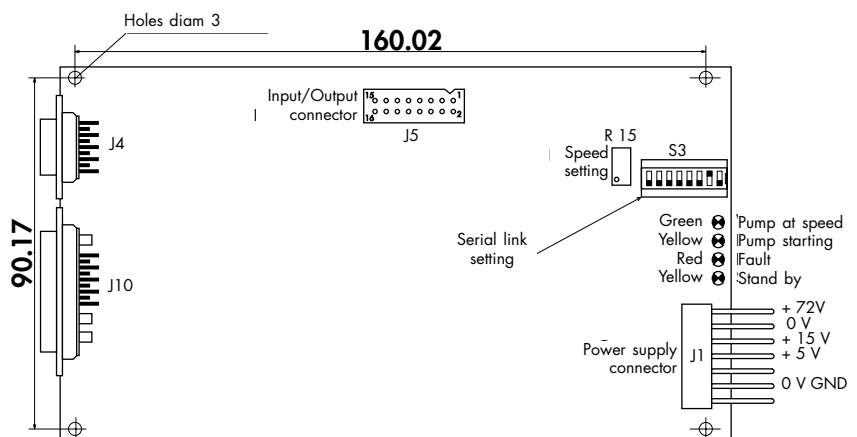 Holes diam 3
160.02
90.17
Input/Output
connector
15
1
16
2
J5
J4
R 15
S3
Speed
setting
Serial link
setting
Green
Pump at speed
Yellow
Pump starting
Red
Fault
Yellow
Stand by
J10
+ 72V
0 V
+ 15 V
+ 5 V
0 V GND
Power supply
connector
J1